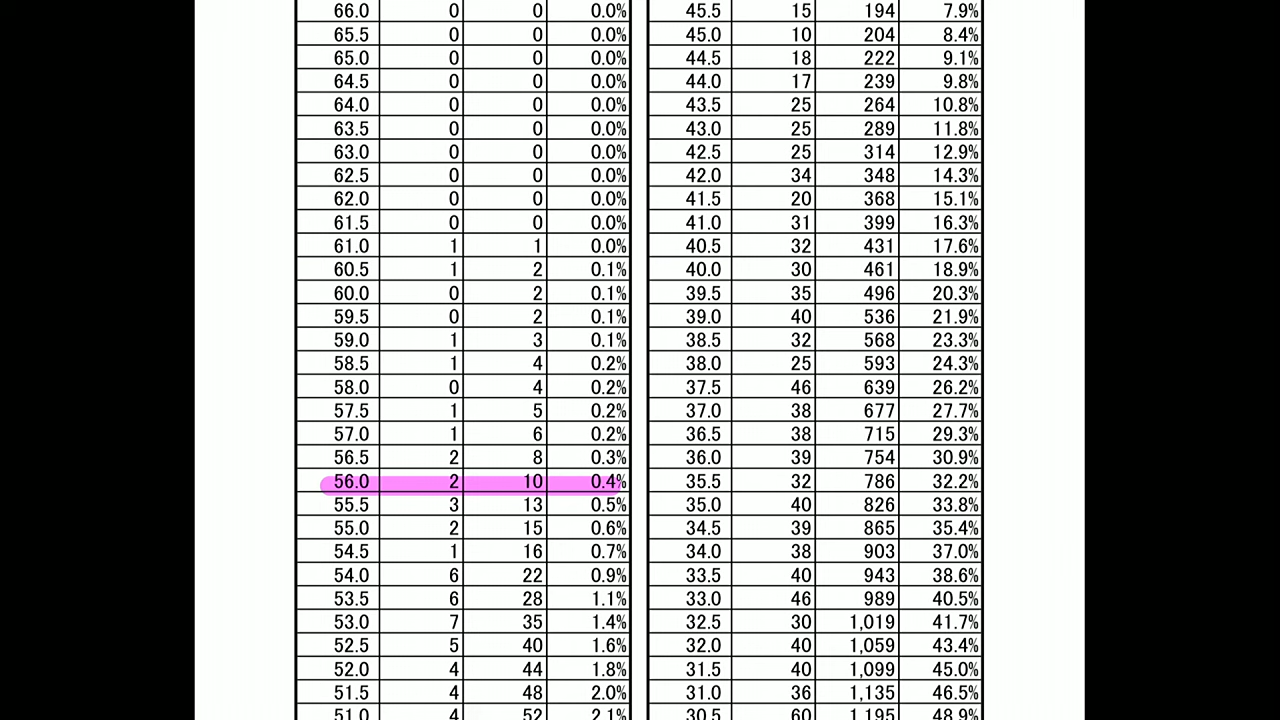 66.0 0 0 0.0% 45.5 15 194 7.9%
65.5 0 0 0.0% 45.0 10 204 8.4%
65.0 0 0 0.0% 44.5 18 222 9.1%
64.5 0 0 0.0% 44.0 17 239 9.8%
64.0 0 0 0.0% 43.5 25 264 10.8%
63.5 0 0 0.0% 43.0 25 289 11.8%
63.0 0 0 0.0% 42.5 25 314 12.9%
62.5 0 0 0.0% 42.0 34 348 14.3%
62.0 0 0 0.0% 41.5 20 368 15.1%
61.5 0 0 0.0% 41.0 31 399 16.3%
61.0 1 1 0.0% 40.5 32 431 17.6%
60.5 1 2 0.1% 40.0 30 461 18.9%
60.0 0 2 0.1% 39.5 35 496 20.3%
59.5 0 2 0.1% 39.0 40 536 21.9%
59.0 1 3 0.1% 38.5 32 568 23.3%
58.5 1 4 0.2% 38.0 25 593 24.3%
58.0 0 4 0.2% 37.5 46 639 26.2%
57.5 1 5 0.2% 37.0 38 677 27.7%
57.0 1 6 0.2% 36.5 38 715 29.3%
56.5 2 8 0.3% 36.0 39 754 30.9%
56.0 2 10 0.4% 35.5 32 786 32.2%
55.5 3 13 0.5% 35.0 40 826 33.8%
55.0 2 15 0.6% 34.5 39 865 35.4%
54.5 1 16 0.7% 34.0 38 903 37.0%
54.0 6 22 0.9% 33.5 40 943 38.6%
53.5 6 28 1.1% 33.0 46 989 40.5%
53.0 7 35 1.4% 32.5 30 1,019 41.7%
52.5 5 40 1.6% 32.0 40 1,059 43.4%
52.0 4 44 1.8% 31.5 40 1,099 45.0%
51.5 4 48 2.0% 31.0 36 1,135 46.5%
51.0 4 52 2.1% 30.5 60 1,195 48.9%